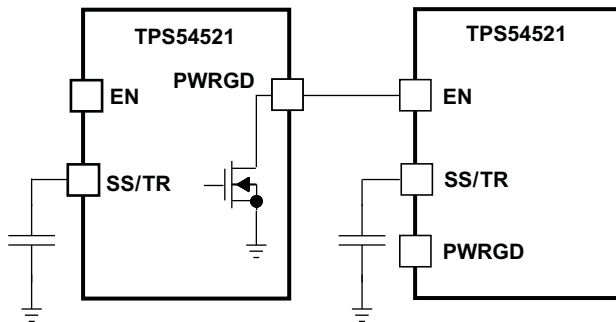 TPS54521
PWRGD
EN
SS/TR
TPS54521
EN
SS/TR
PWRGD